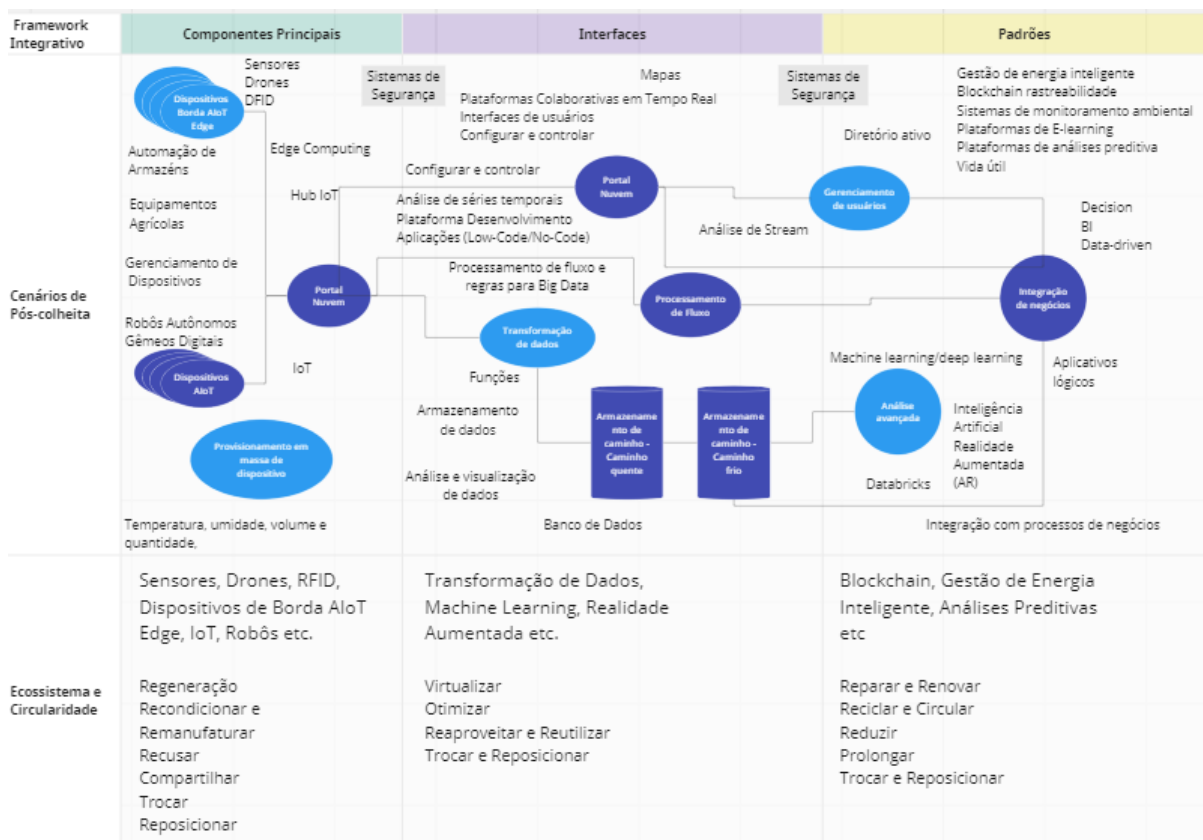 Framework
Integrativo
Componentes Principais
Interfaces
Padrões
Cenários de
Pós-colheita
Dispositivos
Borda AIoT
Edge
Sensores
Drones
DFID
Automação de
Armazéns
Edge Computing
Equipamentos
Agrícolas
Hub IoT
Gerenciamento de
Dispositivos
Portal
Nuvem
Robôs Autônomos
Gêmeos Digitais
Dispositivos
AIoT
IoT
Provisionamento em
massa de
dispositivo
Temperatura, umidade, volume e
quantidade,
Sistemas de
Segurança
Mapas
Plataformas Colaborativas em Tempo Real
Interfaces de usuários
Configurar e controlar
Configurar e controlar
Portal
Nuvem
Análise de séries temporais
Plataforma Desenvolvimento
Aplicações (Low-Code/No-Code)
Análise de Stream
Processamento de fluxo e
regras para Big Data
Processamento
de Fluxo
Transformação
de dados
Funções
Armazenamento
de dados
Armazename
nto de
caminho -
Caminho
quente
Armazename
nto de
caminho -
Caminho
frio
Análise e visualização
de dados
Banco de Dados
Sistemas de
Segurança
Gestão de energia inteligente
Blockchain rastreabilidade
Sistemas de monitoramento ambiental
Plataformas de E-learning
Plataformas de análises preditiva
Vida útil
Diretório ativo
Gerenciamento
de usuários
Decision
BI
Data-driven
Integração
de negócios
Machine learning/deep learning
Aplicativos
lógicos
Análise
avançada
Inteligência
Artificial
Realidade
Aumentada
(AR)
Databricks
Integração com processos de negócios
Ecossistema e
Circularidade
Sensores, Drones, RFID,
Dispositivos de Borda AIoT
Edge, IoT, Robôs etc.
Regeneração
Recondicionar e
Remanufaturar
Recusar
Compartilhar
Trocar
Reposicionar
Transformação de Dados,
Machine Learning, Realidade
Aumentada etc.
Virtualizar
Otimizar
Reaproveitar e Reutilizar
Trocar e Reposicionar
Blockchain, Gestão de Energia
Inteligente, Análises Preditivas
etc
Reparar e Renovar
Reciclar e Circular
Reduzir
Prolongar
Trocar e Reposicionar